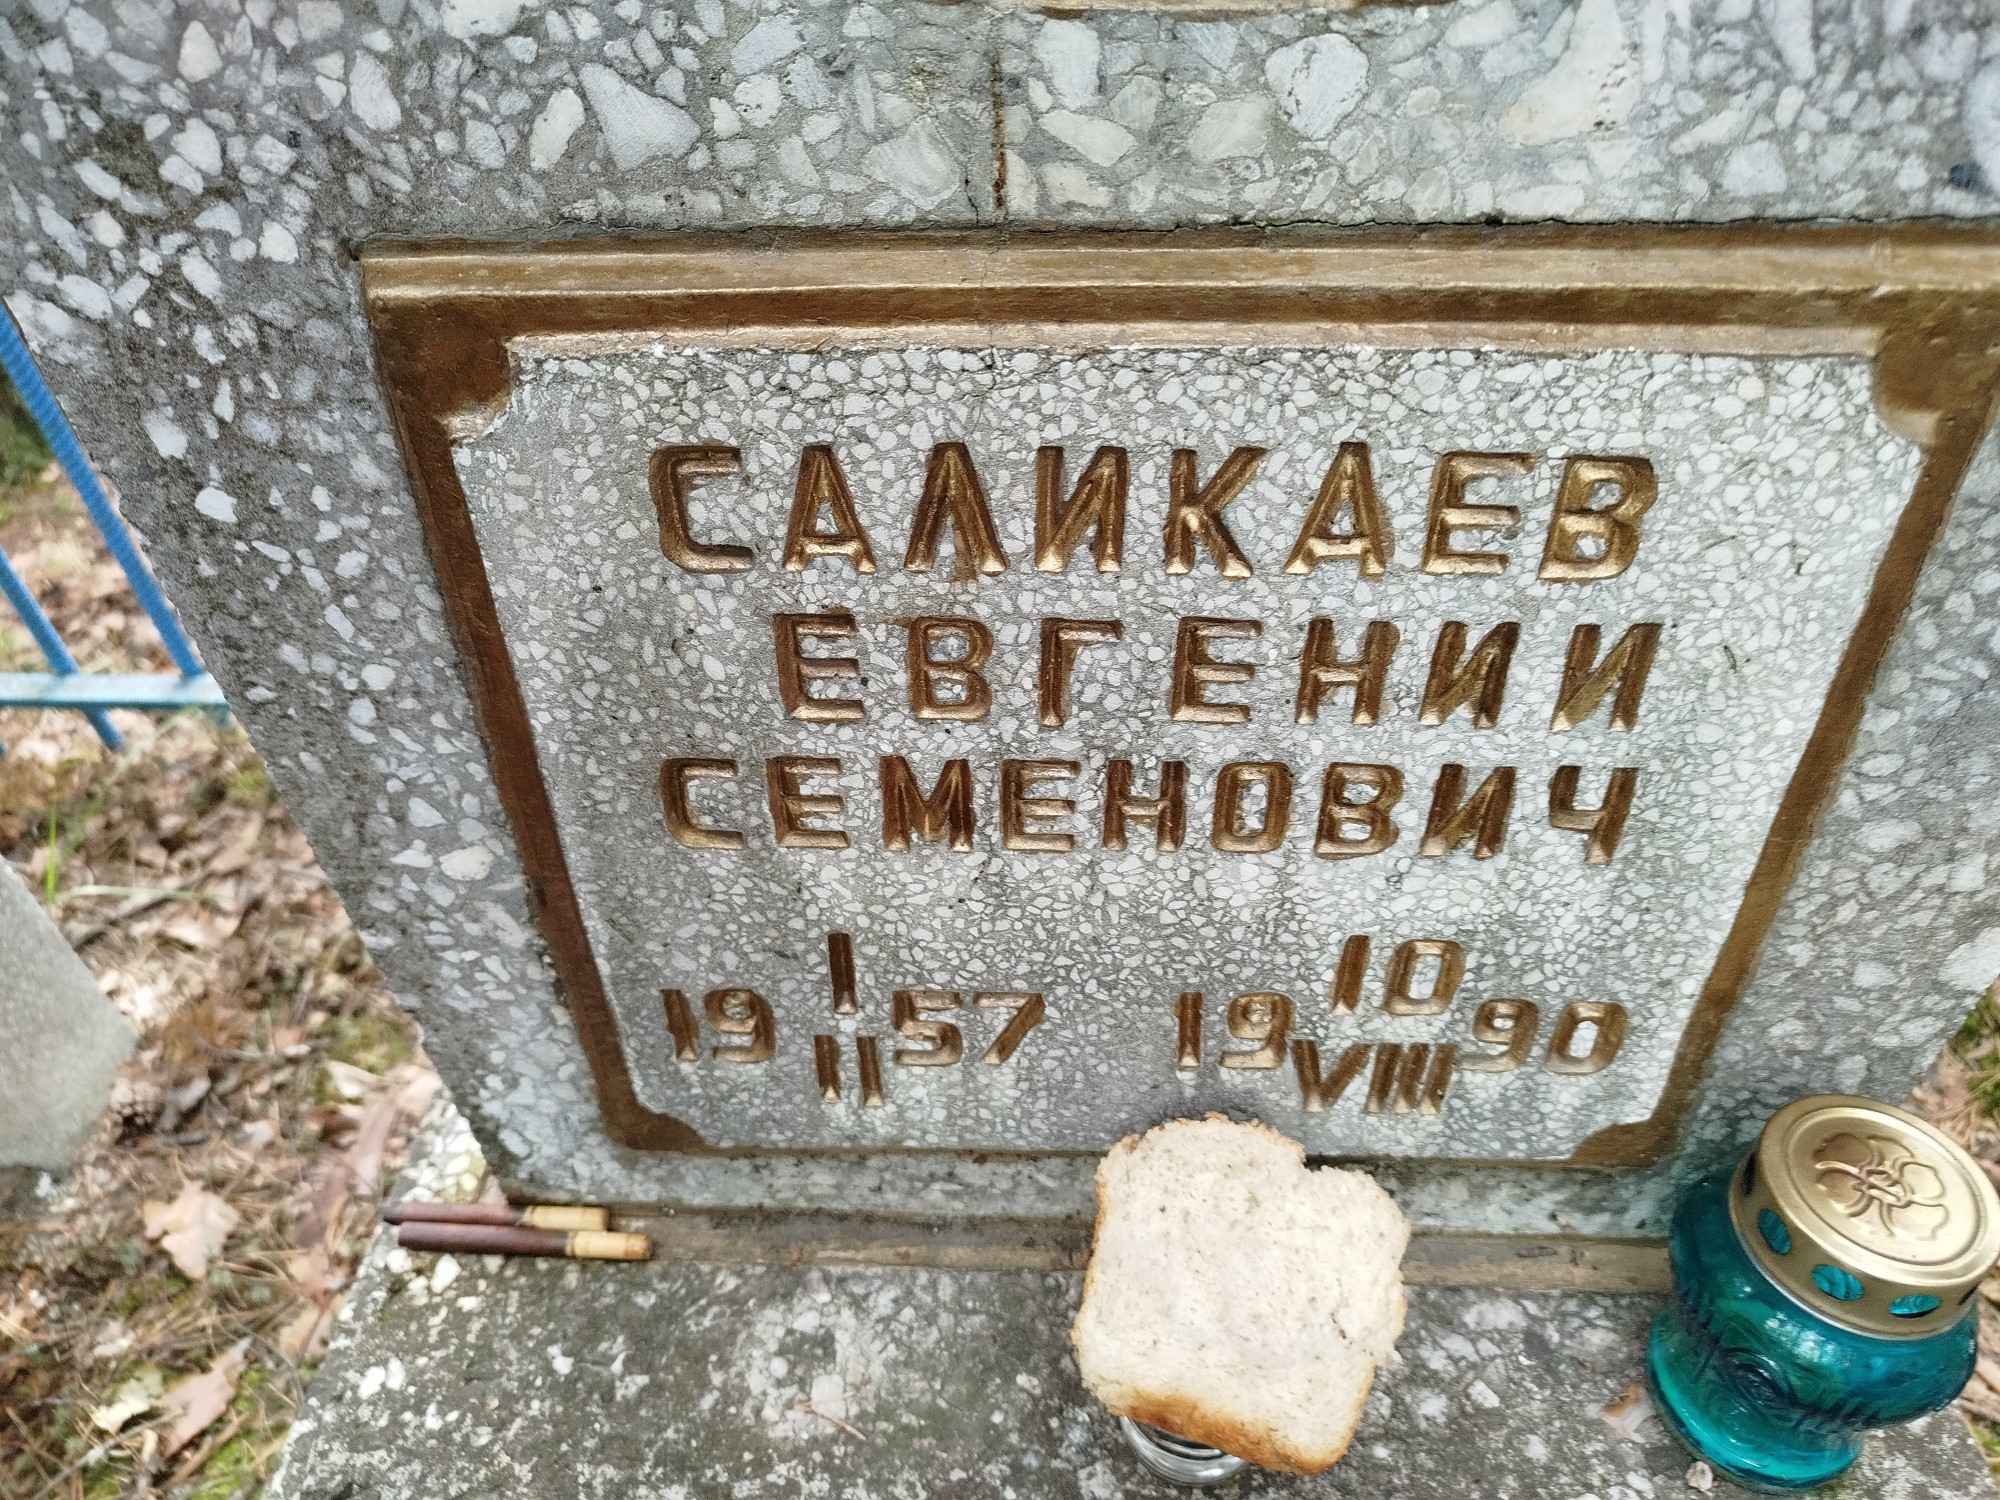 САЛИКАЕВ
ЕВГЕНИИ
СЕМЕНОВИЧ
19 I/II 57 19 10/VIII 90